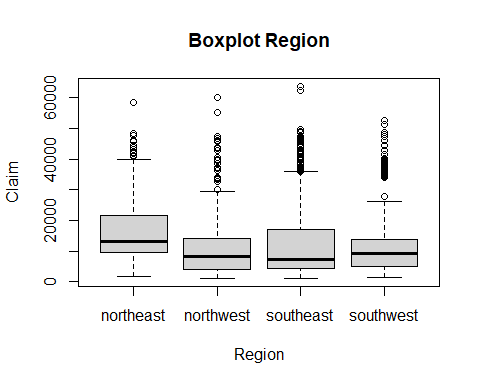 Boxplot Region
60000
40000
20000
0
Claim
northeast northwest southeast southwest
Region